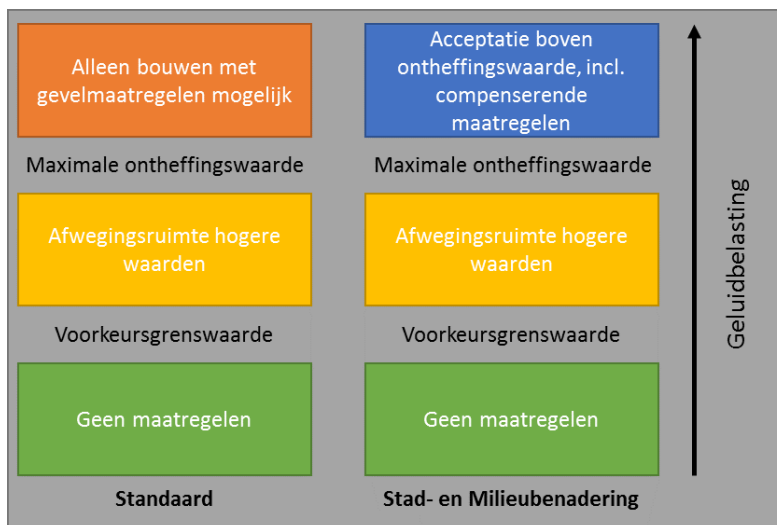 Alleen bouwen met
gevelmaatregelen mogelijk
Maximale ontheffingswaarde
Afwegingsruimte hogere
waarden
Voorkeursgrenswaarde
Geen maatregelen
Standaard
Acceptatie boven
ontheffingswaarde, incl.
compenserende
maatregelen
Maximale ontheffingswaarde
Afwegingsruimte hogere
waarden
Voorkeursgrenswaarde
Geen maatregelen
Stad- en Milieubenadering
Geluidbelasting